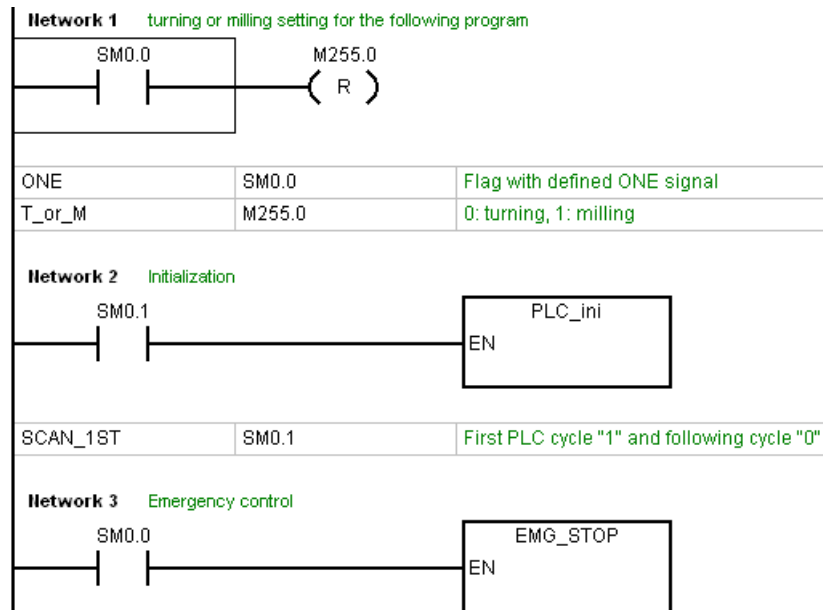 Network 1 turning or milling setting for the following program
SM0.0 M255.0
R
ONE SM0.0 Flag with defined ONE signal
T_or_M M255.0 0: turning, 1: milling
Network 2 Initialization
SM0.1 PLC_ini
EN
SCAN_1ST SM0.1 First PLC cycle "1" and following cycle "0"
Network 3 Emergency control
SM0.0 EMG_STOP
EN